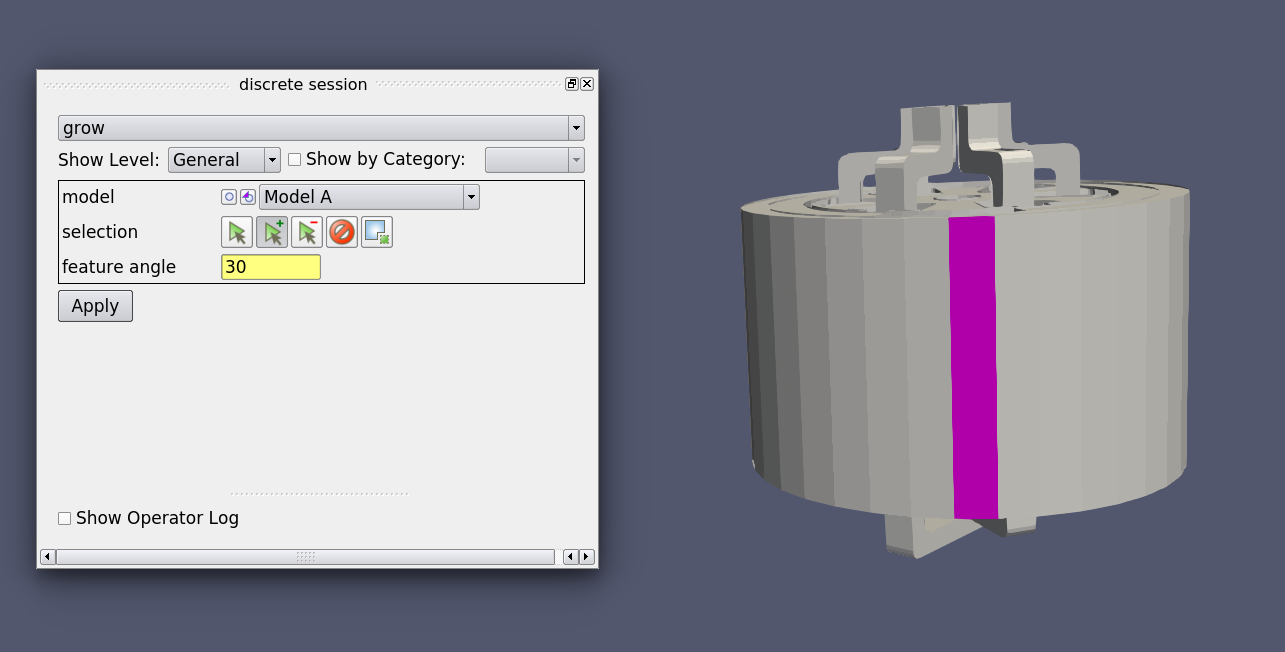 discrete session
grow
Show Level: General Show by Category:
model Model A
selection
feature angle 30
Apply
Show Operator Log